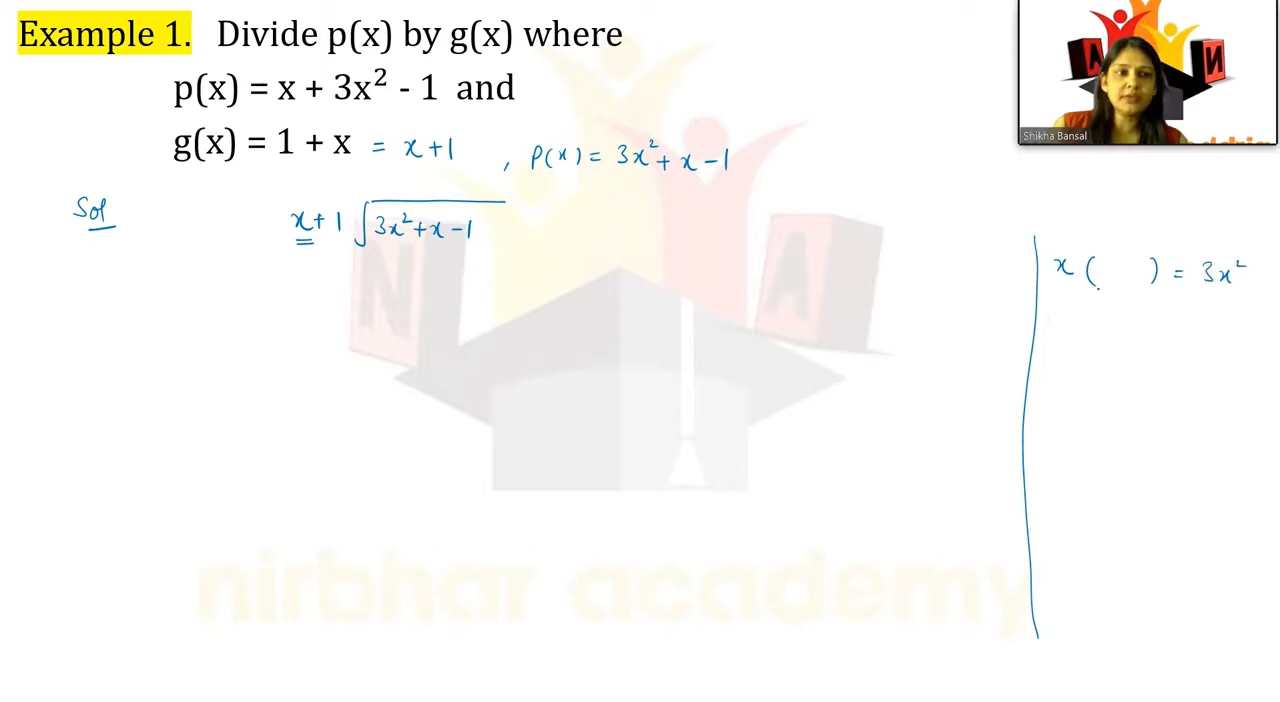 Example 1. Divide p(x) by g(x) where
p(x) = x + 3x² - 1 and
g(x) = 1 + x = x+1 , P(x) = 3x² + x - 1
Sol
x+1 √3x²+x-1
x ( ) = 3x²
A N
Shikha Bansal
N A
nirbhar academy